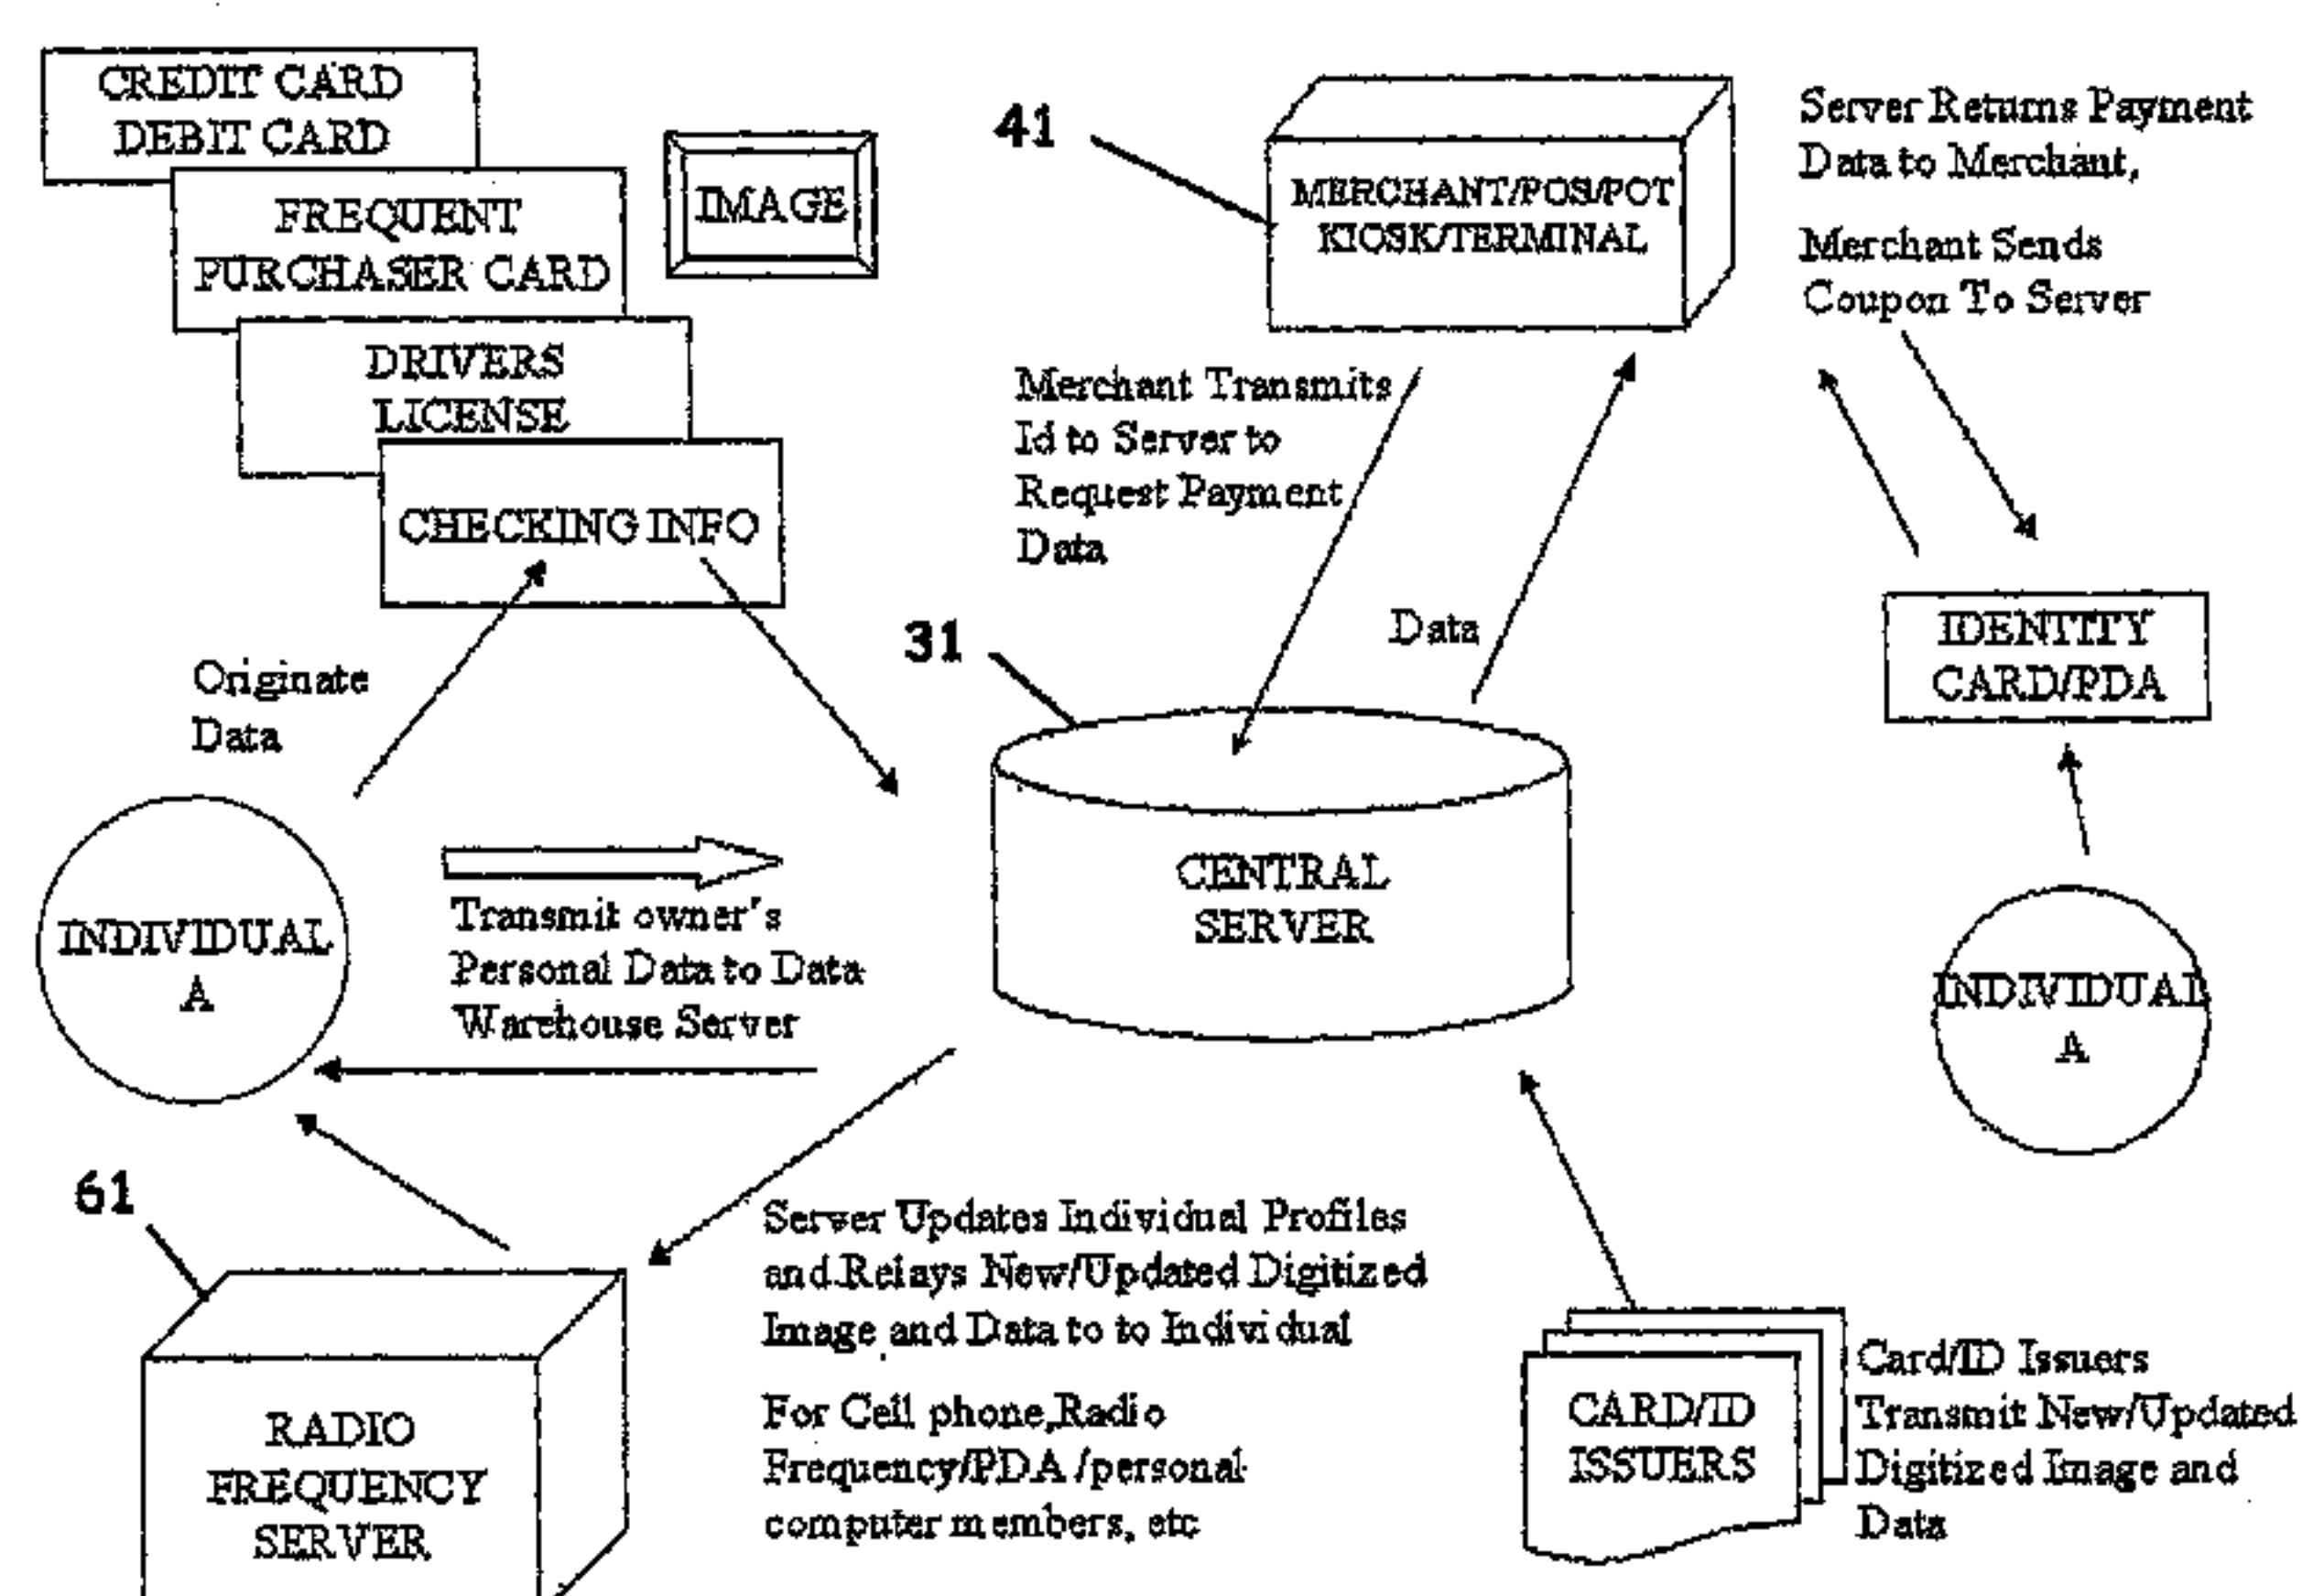 CREDIT CARD
DEBIT CARD
FREQUENT
PURCHASER CARD
IMAGE
DRIVERS
LICENSE
CHECKING INFO
41
MERCHANT/POS/POT
KIOSK/TERMINAL
Server Returns Payment
Data to Merchant,
Merchant Sends
Coupon To Server
Merchant Transmits
Id to Server to
Request Payment
Data
Data
31
IDENTITY
CARD/PDA
Originate
Data
INDIVIDUAL
A
Transmit owner's
Personal Data to Data
Warehouse Server
CENTRAL
SERVER
INDIVIDUAL
A
61
RADIO
FREQUENCY
SERVER
Server Updates Individual Profiles
and Relays New/Updated Digitized
Image and Data to to Individual
For Cell phone,Radio
Frequency/PDA/personal
computer members, etc
CARD/ID
ISSUERS
Card/ID Issuers
Transmit New/Updated
Digitized Image and
Data